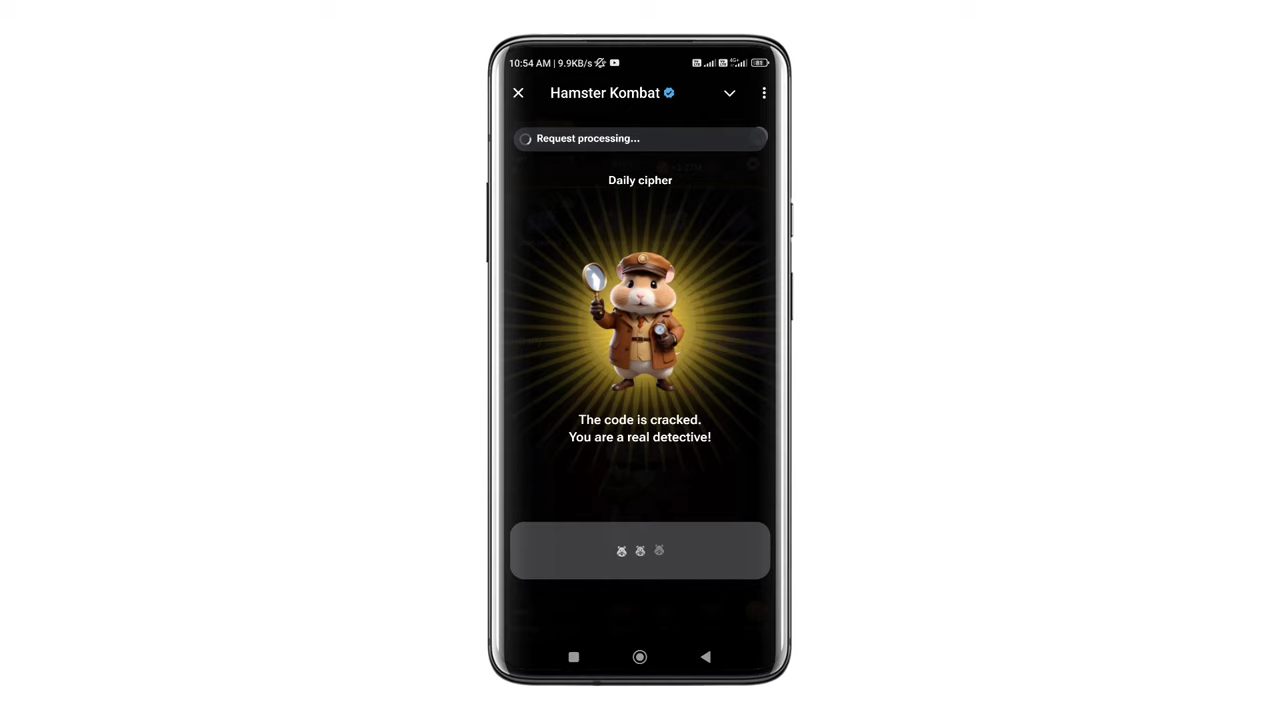 10:54 AM | 9.9KB/s
4G+
Hamster Kombat
Request processing...
Daily cipher
The code is cracked.
You are a real detective!